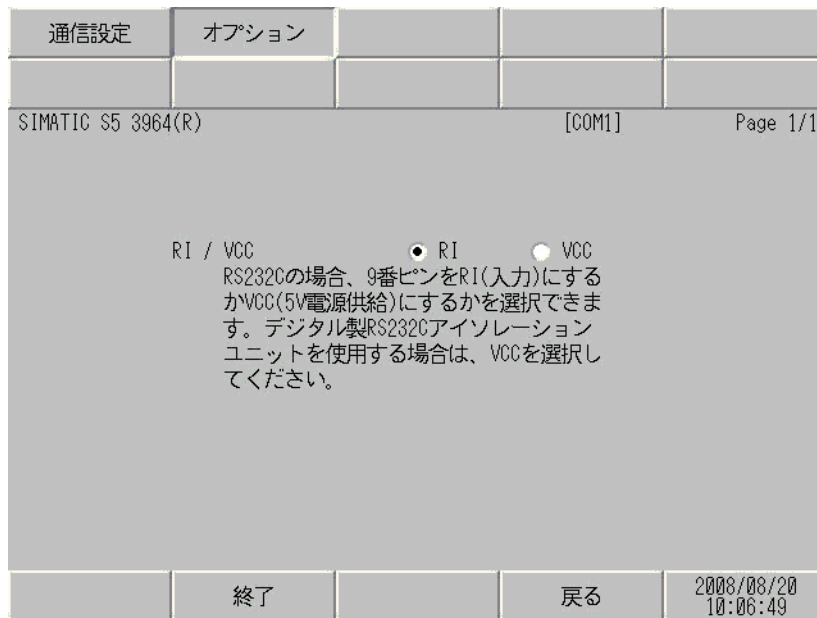 通信設定 オプション
SIMATIC S5 3964(R) [COM1] Page 1/1
RI / VCC RI VCC
RS232Cの場合、9番ピンをRI(入力)にする
かVCC(5V電源供給)にするかを選択できま
す。デジタル製RS232Cアイソレーション
ユニットを使用する場合は、VCCを選択し
てください。
終了 戻る 2008/08/20
10:06:49